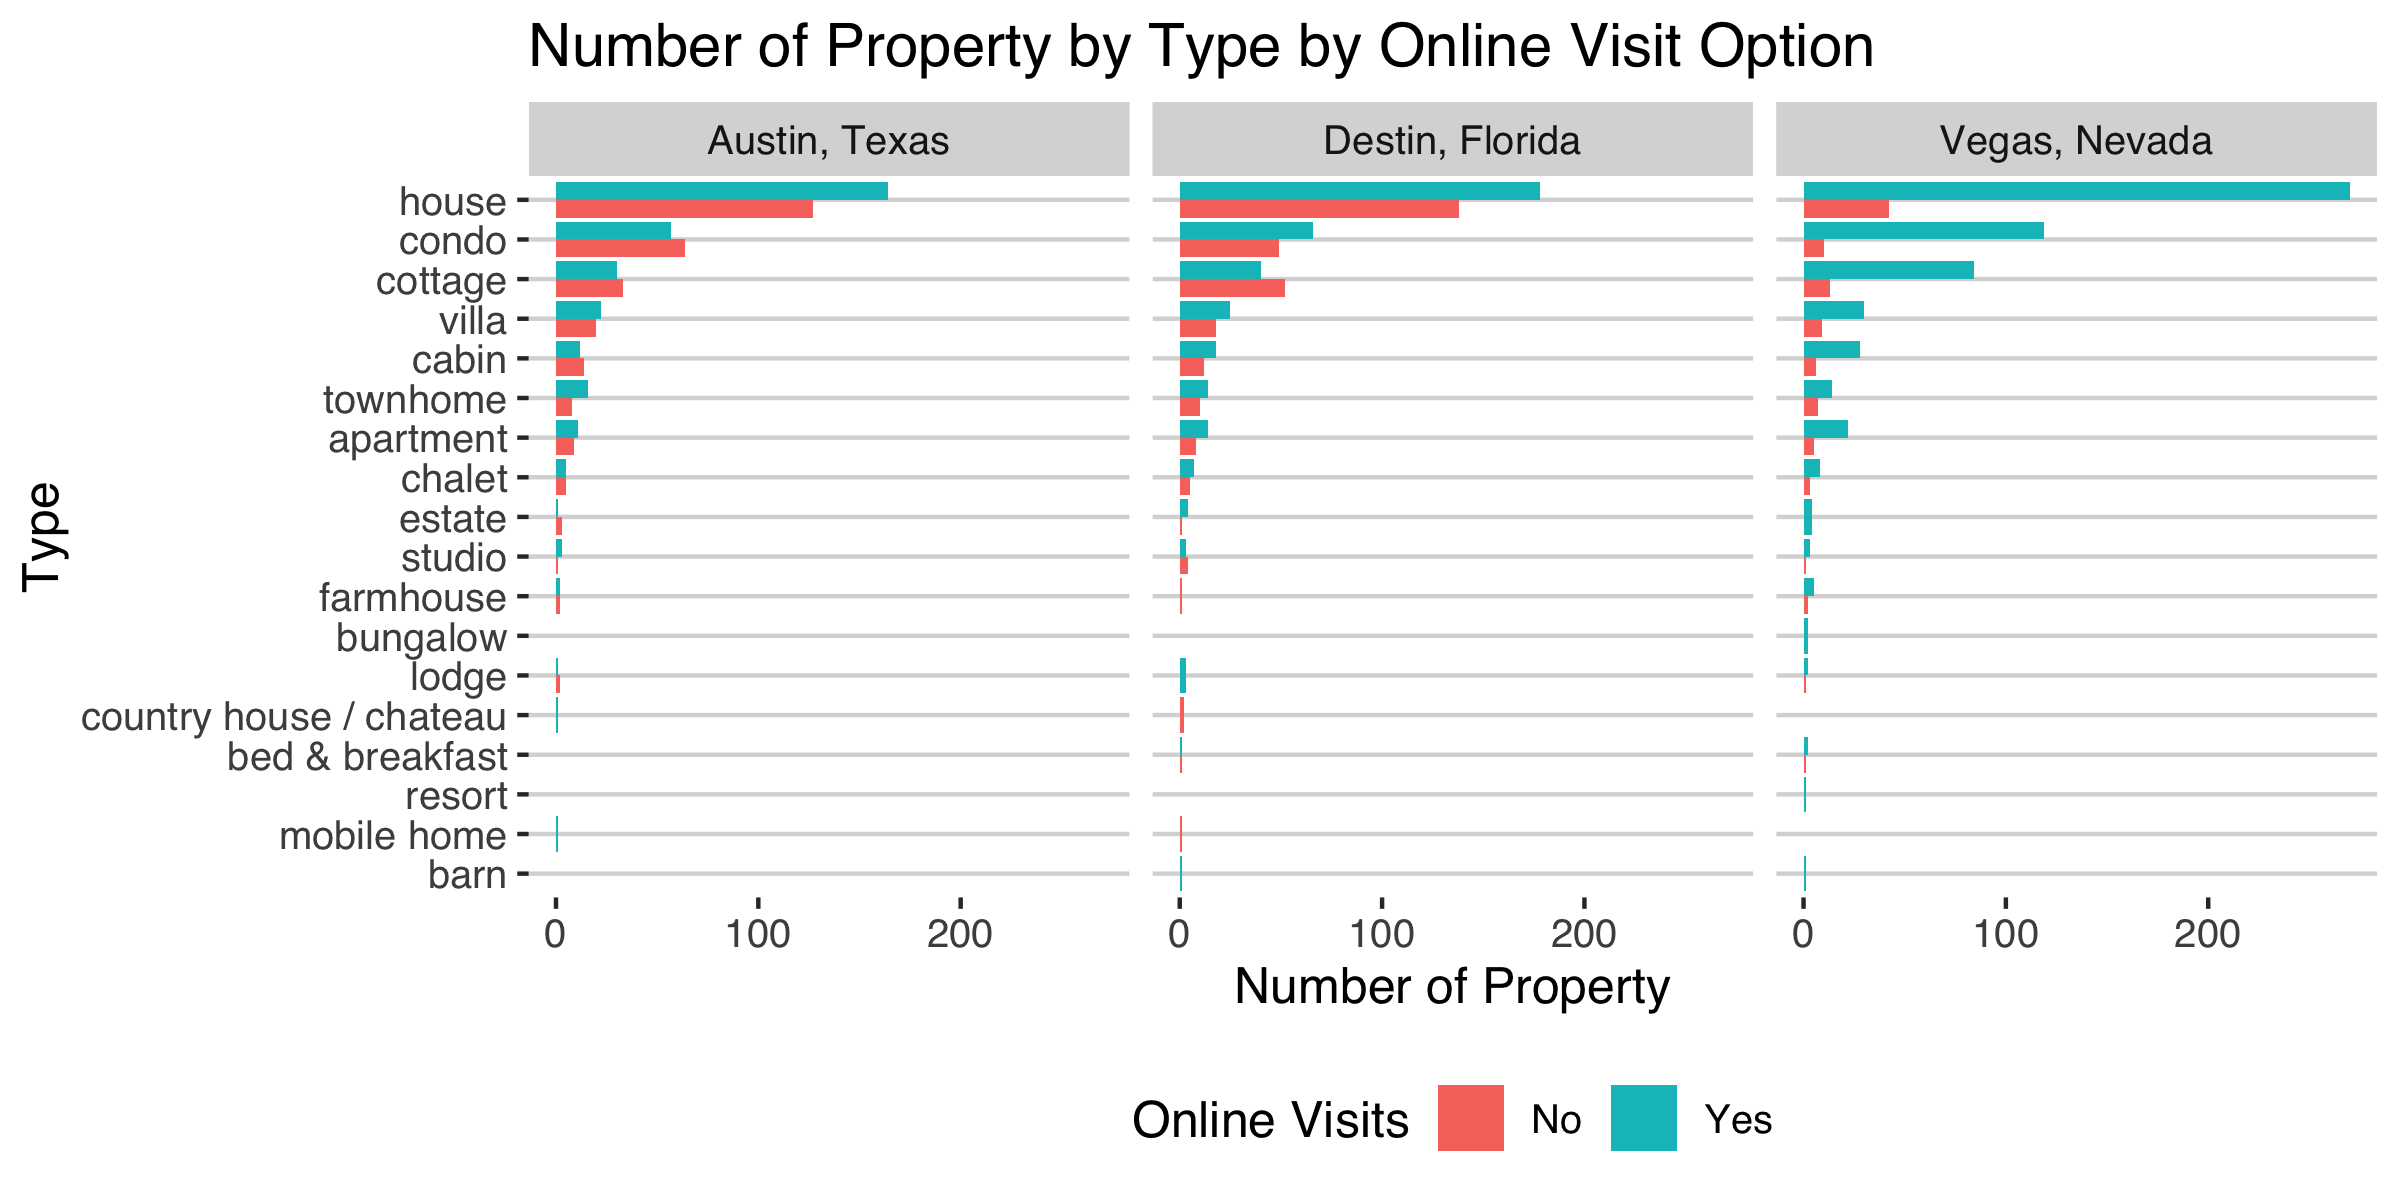 Number of Property by Type by Online Visit Option
Austin, Texas
Destin, Florida
Vegas, Nevada
Type
house
condo
cottage
villa
cabin
townhome
apartment
chalet
estate
studio
farmhouse
bungalow
lodge
country house / chateau
bed & breakfast
resort
mobile home
barn
0 100 200
0 100 200
0 100 200
Number of Property
Online Visits No Yes